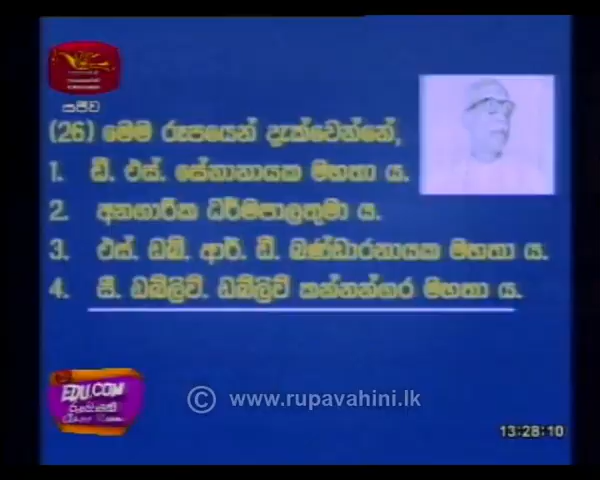 සජීව
(26) මෙම රූපයෙන් දැක්වෙන්නේ,
1. ඩී. එස්. සේනානායක මහතා ය.
2. අනගාරික ධර්මපාලතුමා ය.
3. එස්. ඩබ්. ආර්. ඩී. බණ්ඩාරනායක මහතා ය.
4. සී. ඩබ්ලිව්. ඩබ්ලිව් කන්නන්ගර මහතා ය.
EDU.COM
© www.rupavahini.lk
13:28:10